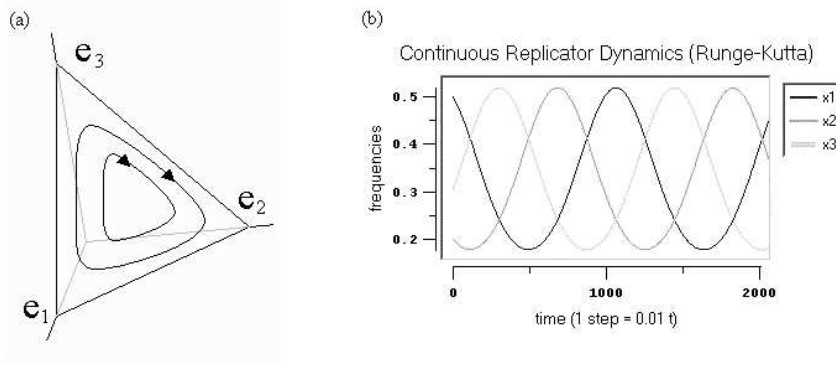 (a)
e3
e2
e1
(b)
Continuous Replicator Dynamics (Runge-Kutta)
frequencies
0.5
0.4
0.3
0.2
0
1000
2000
time (1 step = 0.01 t)
x1
x2
x3